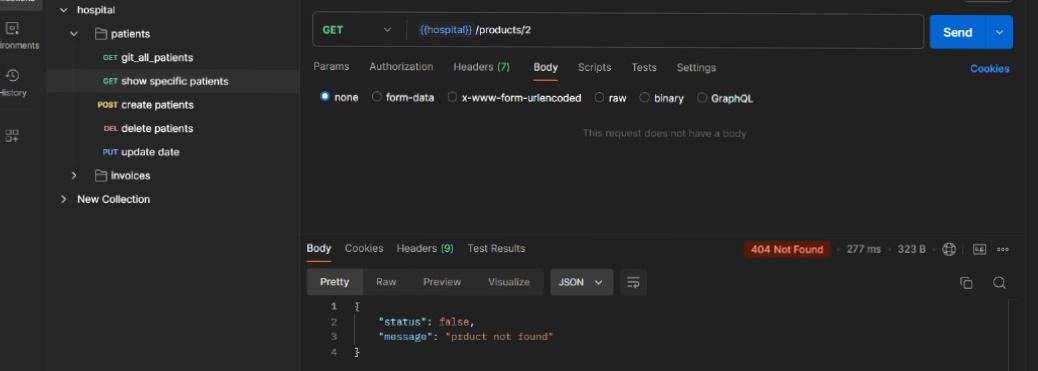 hospital
patients
GET git_all_patients
GET show specific patients
POST create patients
DEL delete patients
PUT update date
Invoices
New Collection
ironments
History
GET {{hospital}} /products/2
Send
Params Authorization Headers (7) Body Scripts Tests Settings
Cookies
none form-data x-www-form-urlencoded raw binary GraphQL
This request does not have a body
Body Cookies Headers (9) Test Results
404 Not Found 277 ms 323 B
Pretty Raw Preview Visualize JSON
1 {
2 "status": false,
3 "message": "prduct not found"
4 }